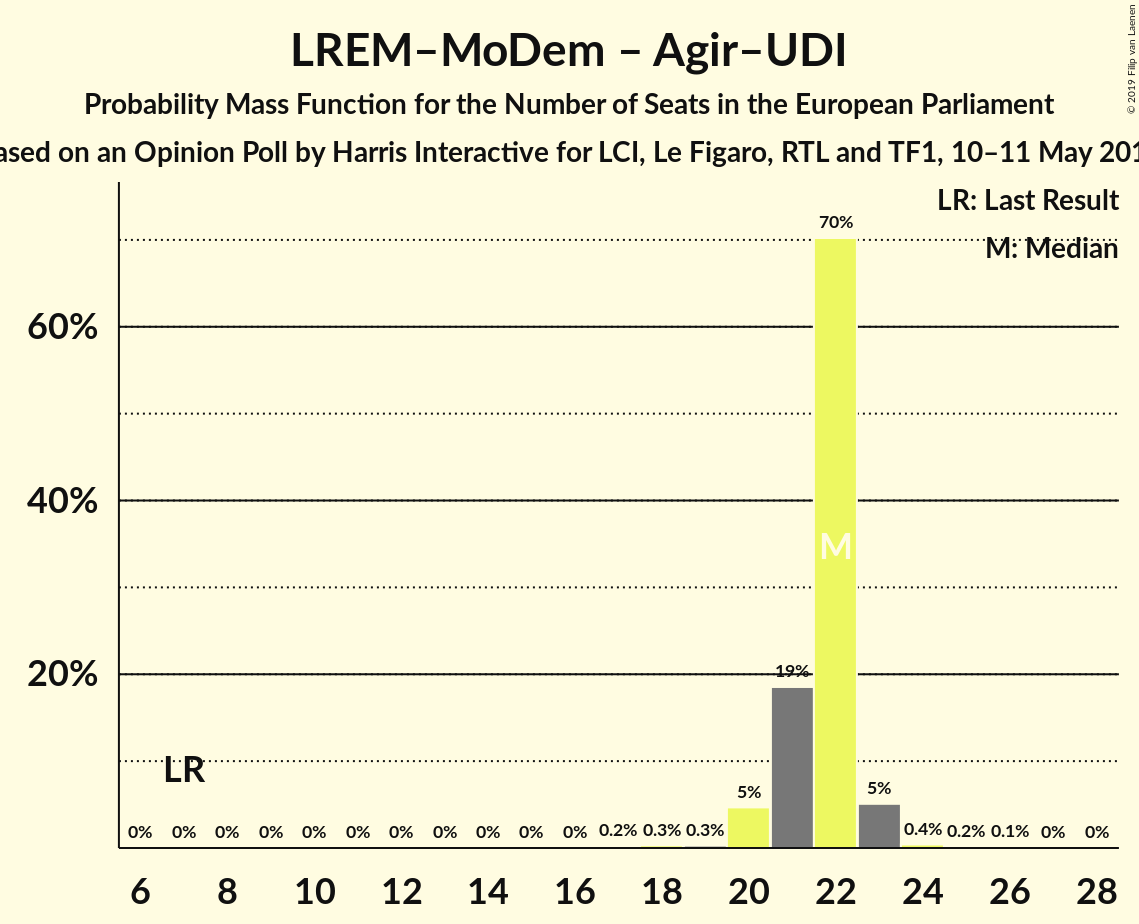 LREM–MoDem – Agir–UDI
Probability Mass Function for the Number of Seats in the European Parliament
on an Opinion Poll by Harris Interactive for LCI, Le Figaro, RTL and TF1, 10–11 May
© 2019 Filip van Laenen
LR: Last Result
M: Median
70%
60%
40%
M
20%
19%
LR
5%
5%
0% 0% 0% 0% 0% 0% 0% 0% 0% 0% 0% 0.2% 0.3% 0.3% 0.4% 0.2% 0.1% 0% 0%
6 8 10 12 14 16 18 20 22 24 26 28